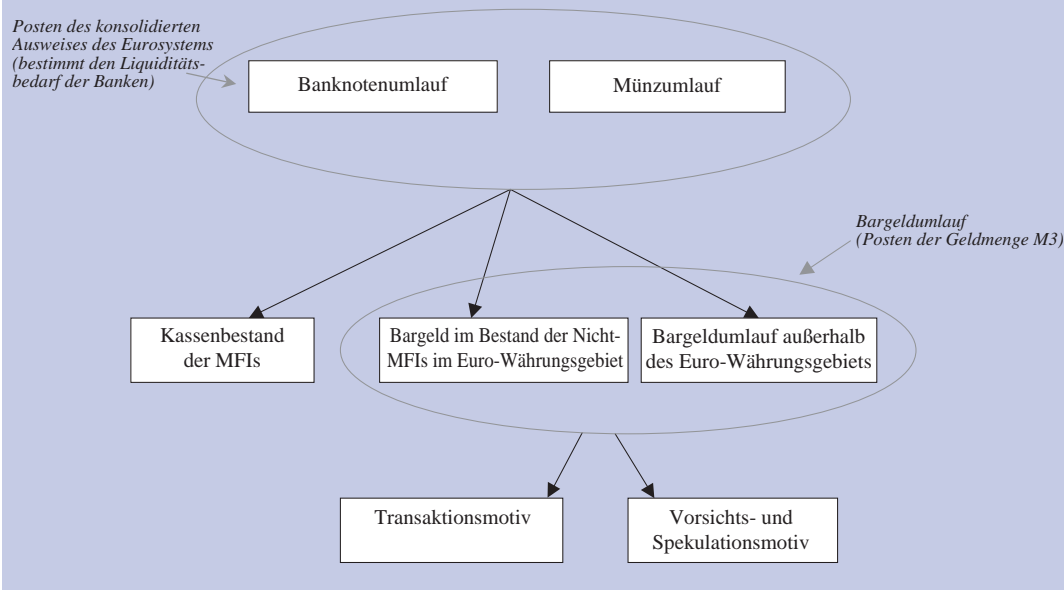 Posten des konsolidierten
Ausweises des Eurosystems
(bestimmt den Liquiditäts-
bedarf der Banken)
Banknotenumlauf
Münzumlauf
Bargeldumlauf
(Posten der Geldmenge M3)
Kassenbestand
der MFIs
Bargeld im Bestand der Nicht-
MFIs im Euro-Währungsgebiet
Bargeldumlauf außerhalb
des Euro-Währungsgebiets
Transaktionsmotiv
Vorsichts- und
Spekulationsmotiv